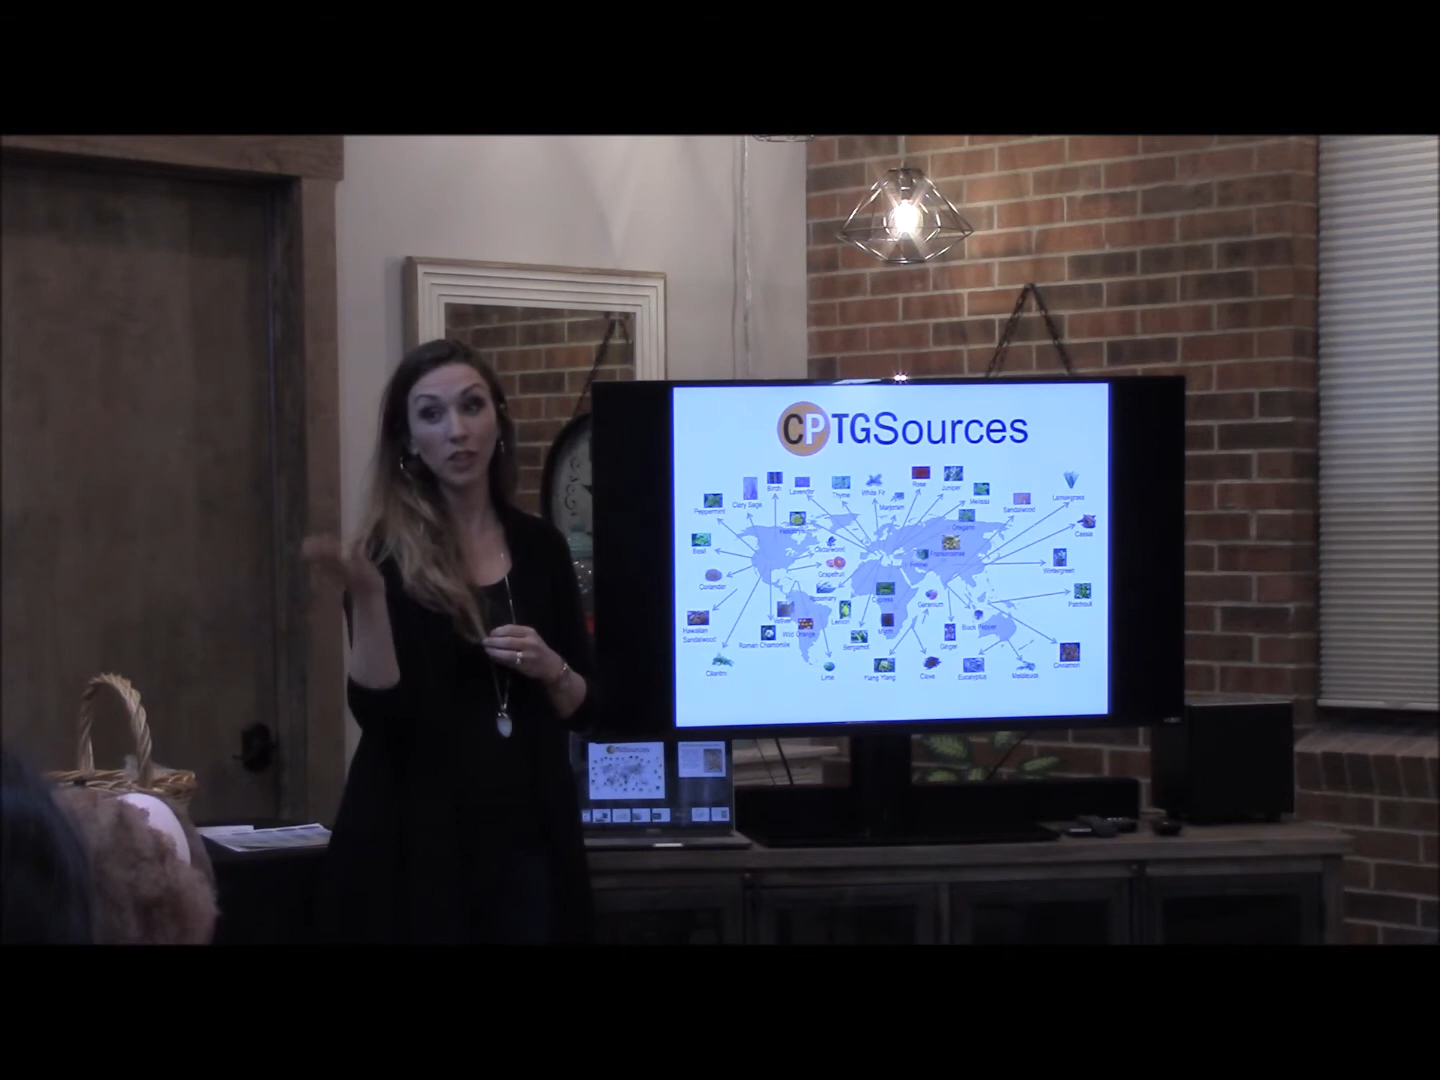 CPTGSources
Birch
Lavender
Thyme
White Fir
Rose
Juniper
Melissa
Lemongrass
Peppermint
Clary Sage
Marjoram
Sandalwood
Oregano
Cassia
Basil
Cedarwood
Frankincense
Fennel
Grapefruit
Wintergreen
Coriander
Rosemary
Cypress
Geranium
Patchouli
Hawaiian
Sandalwood
Vetiver
Lemon
Wild Orange
Myrrh
Black Pepper
Roman Chamomile
Bergamot
Ginger
Cinnamon
Cilantro
Lime
Ylang Ylang
Clove
Eucalyptus
Melaleuca